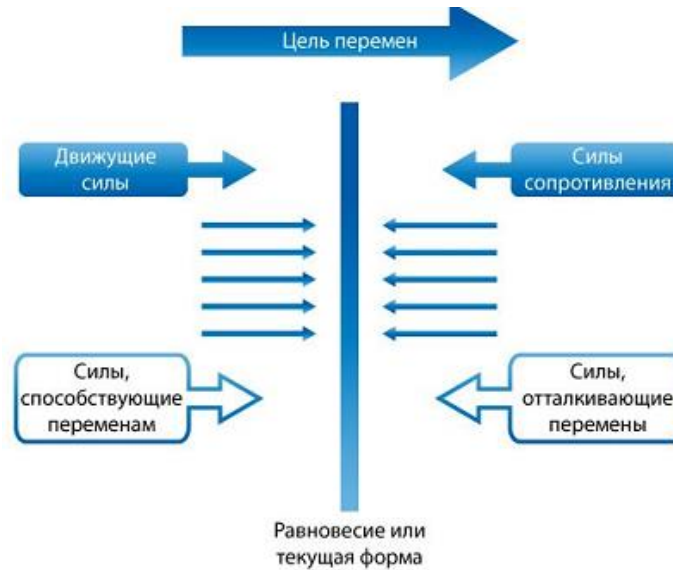 Цель перемен
Движущие
силы
Силы
сопротивления
Силы,
способствующие
переменам
Силы,
отталкивающие
перемены
Равновесие или
текущая форма